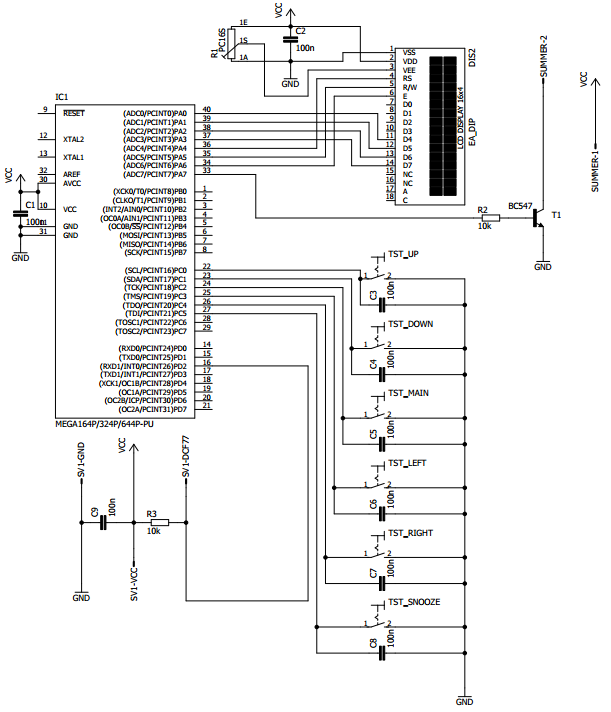 VCC
1E
1S
1A
R1
PC16S
C2
100n
GND
DIS2
LCD DISPLAY 16x4
EA_DIP
1 VSS
2 VDD
3 VEE
4 RS
5 R/W
6 E
7 D0
8 D1
9 D2
10 D3
11 D4
12 D5
13 D6
14 D7
15 NC
16 NC
17 A
18 C
SUMMER-2
VCC
SUMMER-1
R2
10k
BC547
T1
GND
IC1
9 RESET
12 XTAL2
13 XTAL1
32 AREF
30 AVCC
10 VCC
GND
31 GND
VCC
C1
100n
GND
(ADC0/PCINT0)PA0 40
(ADC1/PCINT1)PA1 39
(ADC2/PCINT2)PA2 38
(ADC3/PCINT3)PA3 37
(ADC4/PCINT4)PA4 36
(ADC5/PCINT5)PA5 35
(ADC6/PCINT6)PA6 34
(ADC7/PCINT7)PA7 33
(XCK0/T0/PCINT8)PB0 1
(CLKO/T1/PCINT9)PB1 2
(INT2/AIN0/PCINT10)PB2 3
(OC0A/AIN1/PCINT11)PB3 4
(OC0B/SS/PCINT12)PB4 5
(MOSI/PCINT13)PB5 6
(MISO/PCINT14)PB6 7
(SCK/PCINT15)PB7 8
(SCL/PCINT16)PC0 22
(SDA/PCINT17)PC1 23
(TCK/PCINT18)PC2 24
(TMS/PCINT19)PC3 25
(TDO/PCINT20)PC4 26
(TDI/PCINT21)PC5 27
(TOSC1/PCINT22)PC6 28
(TOSC2/PCINT23)PC7 29
(RXD0/PCINT24)PD0 14
(TXD0/PCINT25)PD1 15
(RXD1/INT0/PCINT26)PD2 16
(TXD1/INT1/PCINT27)PD3 17
(XCK1/OC1B/PCINT28)PD4 18
(OC1A/PCINT29)PD5 19
(OC2B/ICP/PCINT30)PD6 20
(OC2A/PCINT31)PD7 21
MEGA164P/324P/644P-PU
TST_UP
1 2
C3
100n
TST_DOWN
1 2
C4
100n
TST_MAIN
1 2
C5
100n
TST_LEFT
1 2
C6
100n
TST_RIGHT
1 2
C7
100n
TST_SNOOZE
1 2
C8
100n
GND
SV1-GND
VCC
SV1-DCF77
C9
100n
R3
10k
SV1-VCC
GND